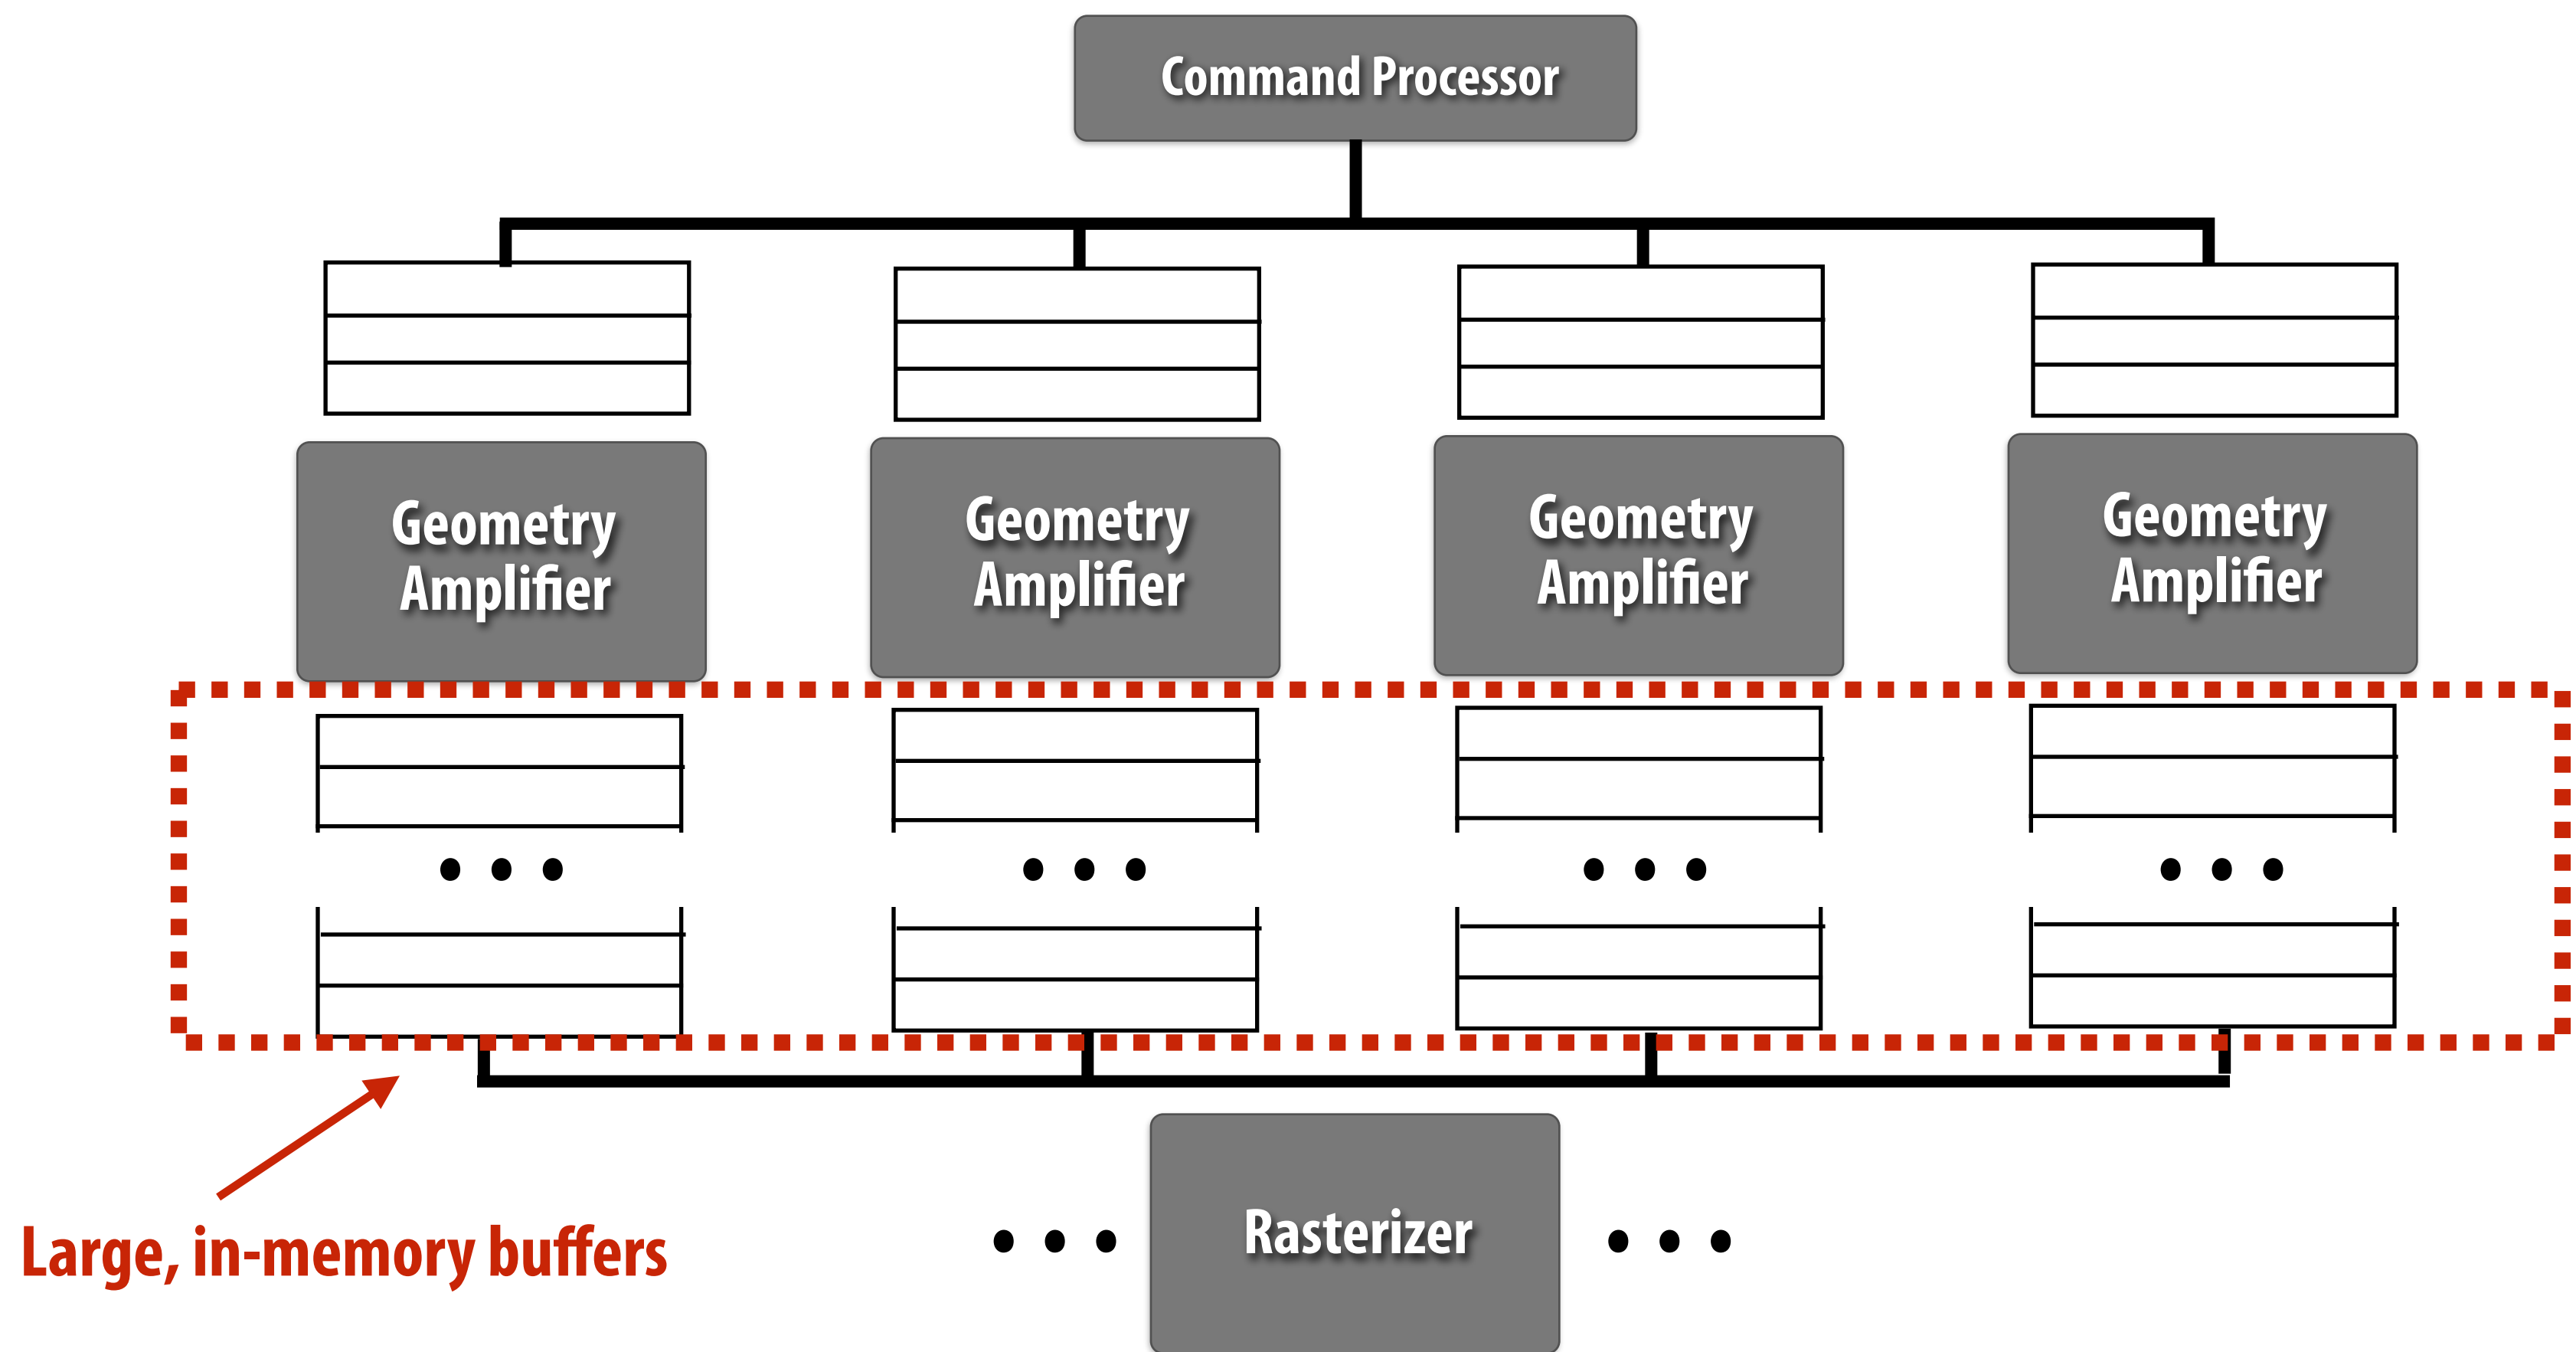 Command Processor
Geometry
Amplifier
Geometry
Amplifier
Geometry
Amplifier
Geometry
Amplifier
Large, in-memory buffers
Rasterizer